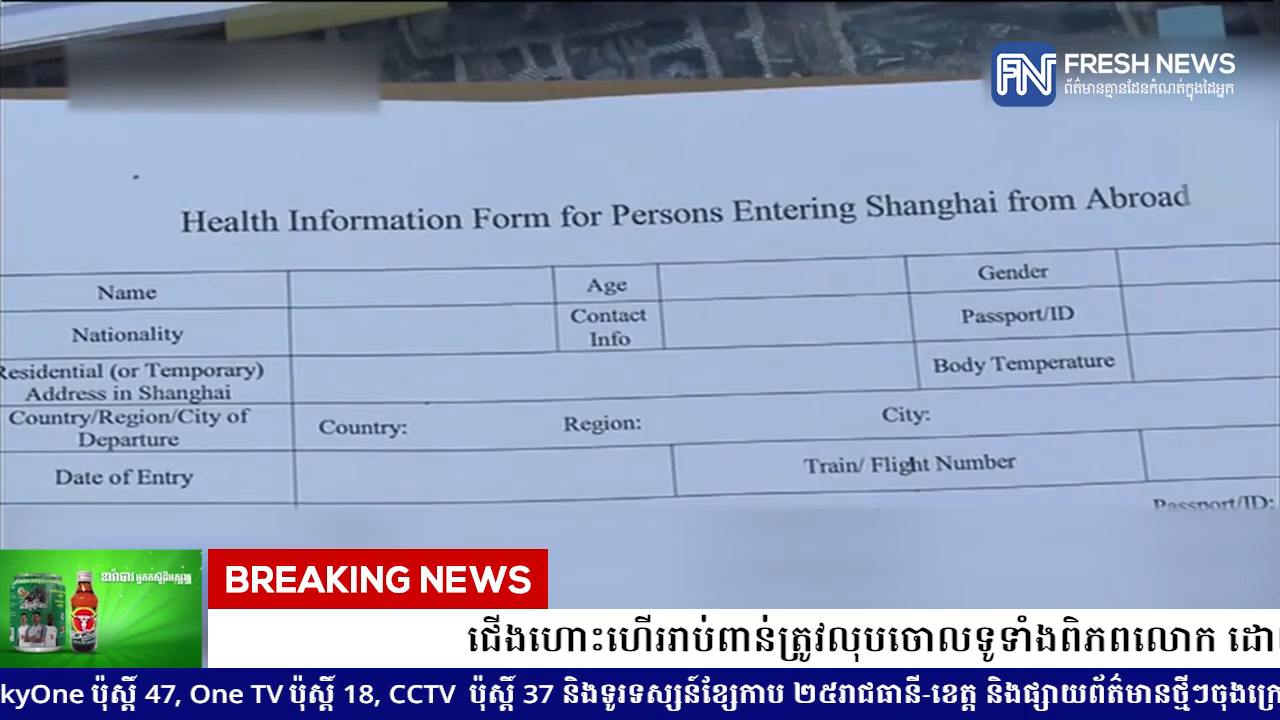 FRESH NEWS
ព័ត៌មានគ្មានដែនកំណត់ក្នុងដៃអ្នក
Health Information Form for Persons Entering Shanghai from Abroad
Name Age Gender
Nationality Contact Info Passport/ID
Residential (or Temporary) Address in Shanghai Body Temperature
Country/Region/City of Departure Country: Region: City:
Date of Entry Train/ Flight Number
Passport/ID:
BREAKING NEWS
ជើងហោះហើររាប់ពាន់ត្រូវលុបចោលទូទាំងពិភពលោក
kyOne ប៉ុស្តិ៍ 47, One TV ប៉ុស្តិ៍ 18, CCTV ប៉ុស្តិ៍ 37 និងទូរទស្សន៍ខ្សែកាប ២៥រាជធានី-ខេត្ត និងផ្សាយព័ត៌មានថ្មីៗចុងក្រោ